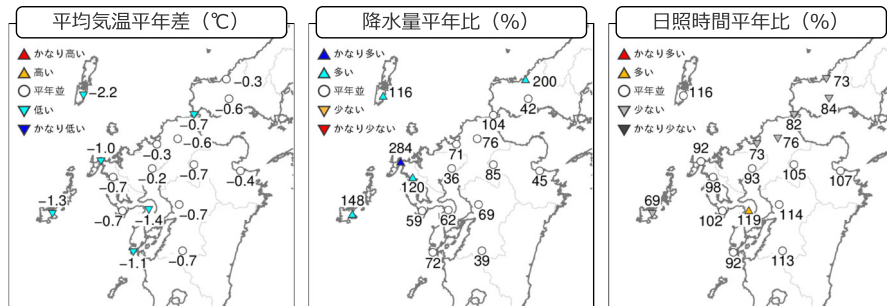 平均気温平年差（℃）
かなり高い
高い
平年並
低い
かなり低い
-2.2
-0.3
-0.6
-0.7
-0.6
-0.3
-1.0
-0.2
-0.7
-0.7
-0.4
-1.3
-0.7
-1.4
-0.7
-1.1
-0.7
降水量平年比（%）
かなり多い
多い
平年並
少ない
かなり少ない
116
200
42
104
76
71
284
36
85
45
120
148
59
62
69
72
39
日照時間平年比（%）
かなり多い
多い
平年並
少ない
かなり少ない
116
73
84
82
76
73
92
93
105
107
98
69
102
119
114
92
113